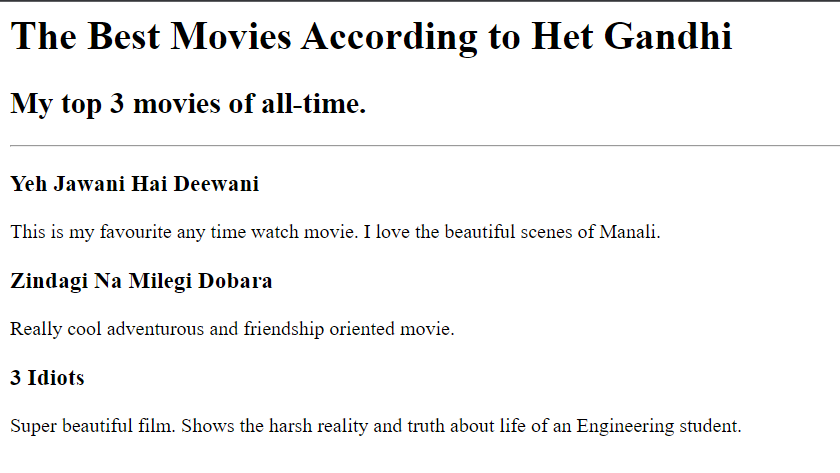 The Best Movies According to Het Gandhi
My top 3 movies of all-time.
Yeh Jawani Hai Deewani
This is my favourite any time watch movie. I love the beautiful scenes of Manali.
Zindagi Na Milegi Dobara
Really cool adventurous and friendship oriented movie.
3 Idiots
Super beautiful film. Shows the harsh reality and truth about life of an Engineering student.